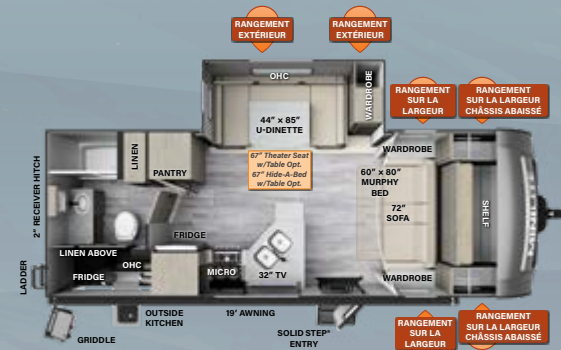 RANGEMENT
EXTÉRIEUR
RANGEMENT
EXTÉRIEUR
OHC
WARDROBE
44" x 85"
U-DINETTE
RANGEMENT
SUR LA
LARGEUR
RANGEMENT
SUR LA LARGEUR
CHÂSSIS ABAISSÉ
LINEN
PANTRY
67" Theater Seat
w/Table Opt.
67" Hide-A-Bed
w/Table Opt.
WARDROBE
60" x 80"
MURPHY
BED
72"
SOFA
SHELF
2" RECEIVER HITCH
FRIDGE
LINEN ABOVE
OHC
FRIDGE
MICRO
32" TV
WARDROBE
LADDER
GRIDDLE
OUTSIDE
KITCHEN
19' AWNING
SOLID STEP®
ENTRY
RANGEMENT
SUR LA
LARGEUR
RANGEMENT
SUR LA LARGEUR
CHÂSSIS ABAISSÉ